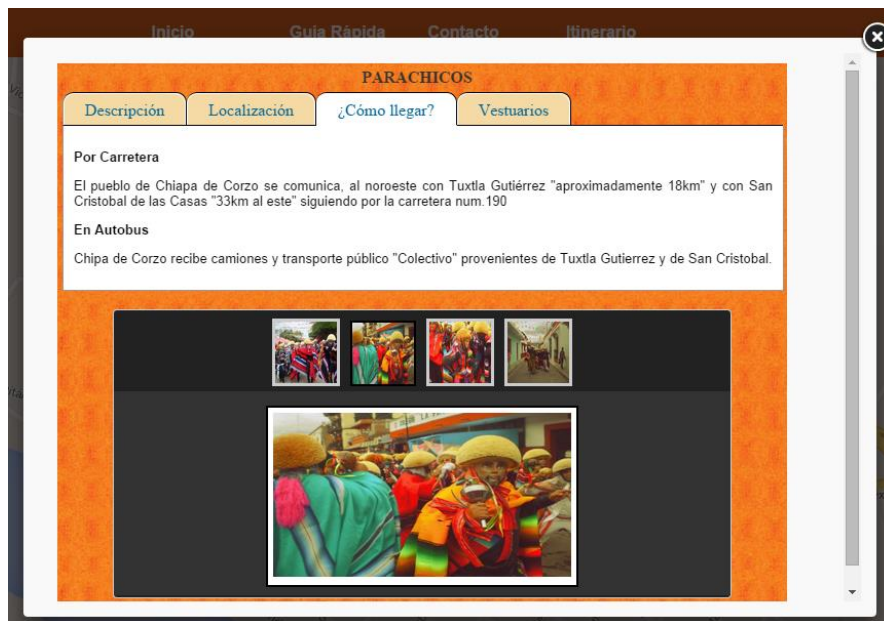 Inicio Guia Rápida Contacto Itinerario
PARACHICOS
Descripción Localización ¿Cómo llegar? Vestuarios
Por Carretera
El pueblo de Chiapa de Corzo se comunica, al noroeste con Tuxtla Gutiérrez "aproximadamente 18km" y con San
Cristobal de las Casas "33km al este" siguiendo por la carretera num.190
En Autobus
Chipa de Corzo recibe camiones y transporte público "Colectivo" provenientes de Tuxtla Gutierrez y de San Cristobal.